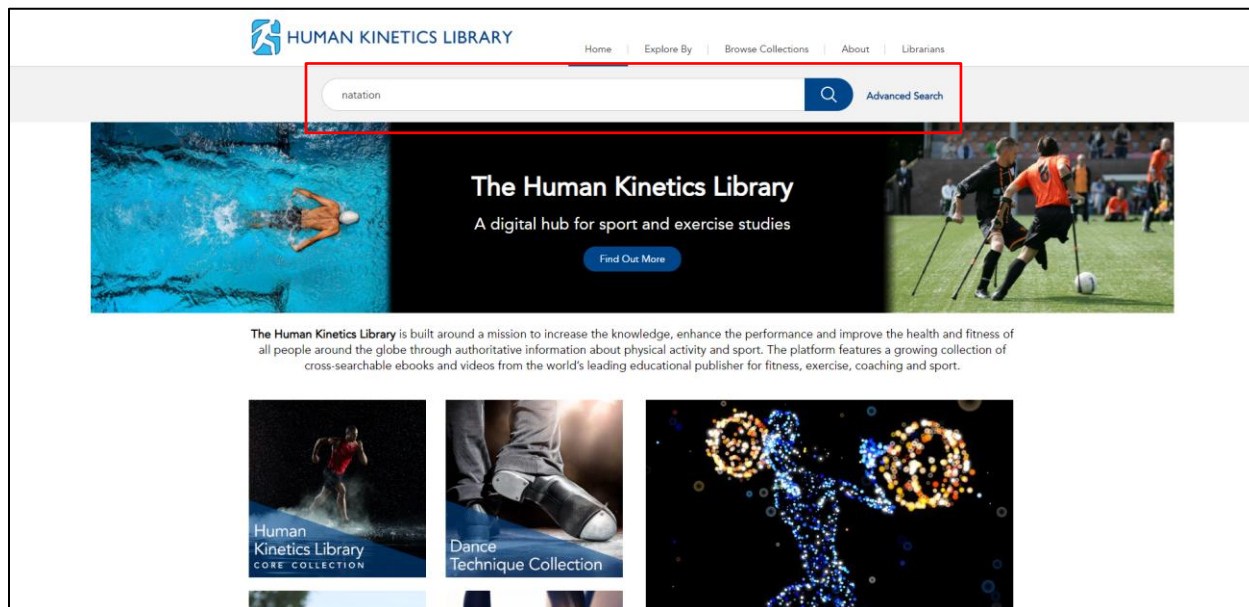 HUMAN KINETICS LIBRARY
Home | Explore By | Browse Collections | About | Librarians
natation
Advanced Search
The Human Kinetics Library
A digital hub for sport and exercise studies
Find Out More
The Human Kinetics Library is built around a mission to increase the knowledge, enhance the performance and improve the health and fitness of
all people around the globe through authoritative information about physical activity and sport. The platform features a growing collection of
cross-searchable ebooks and videos from the world's leading educational publisher for fitness, exercise, coaching and sport.
Human
Kinetics Library
CORE COLLECTION
Dance
Technique Collection